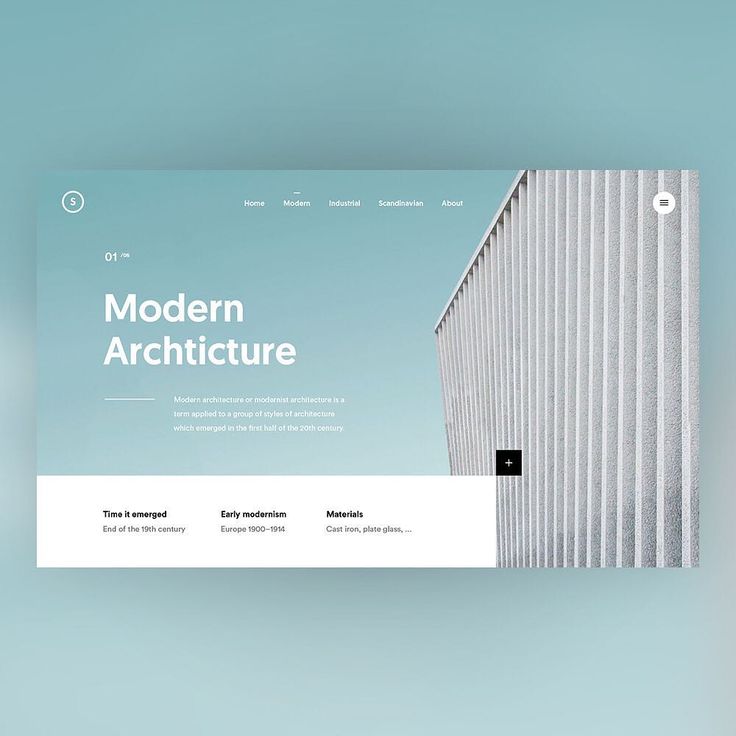 S
Home Modern Industrial Scandinavian About
01 /06
Modern
Archticture
Modern architecture or modernist architecture is a
term applied to a group of styles of architecture
which emerged in the first half of the 20th century.
Time it emerged Early modernism Materials
End of the 19th century Europe 1900–1914 Cast iron, plate glass, ...